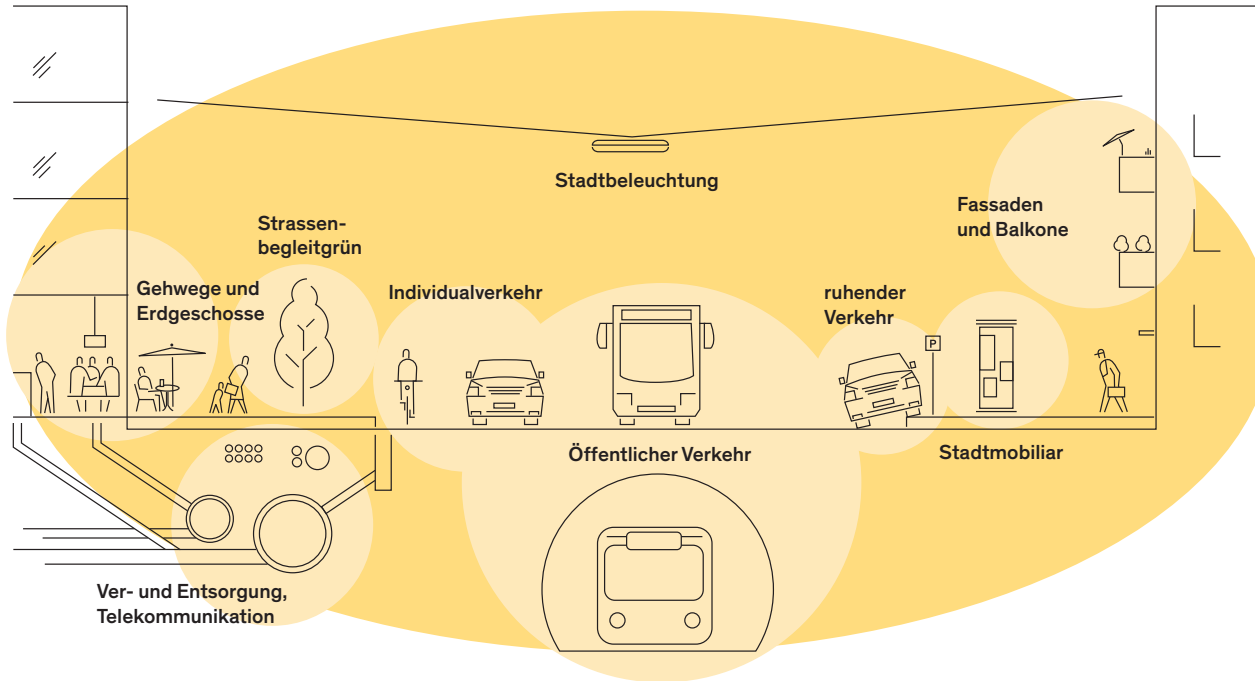 Stadtbeleuchtung
Strassen-
begleitgrün
Fassaden
und Balkone
Gehwege und
Erdgeschosse
Individualverkehr
ruhender
Verkehr
P
Öffentlicher Verkehr
Stadtmobiliar
Ver- und Entsorgung,
Telekommunikation